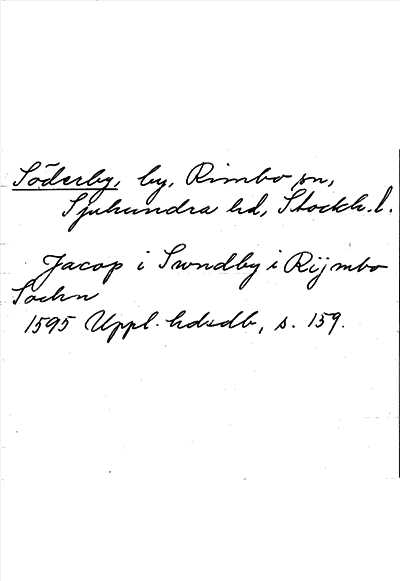 Söderby, by, Rimbo sn,
Sjuhundra hd, Stockh. l.
Jacop i Swndby i Rijmbo
Sochn
1595 Uppl. hdsdb, s. 159.